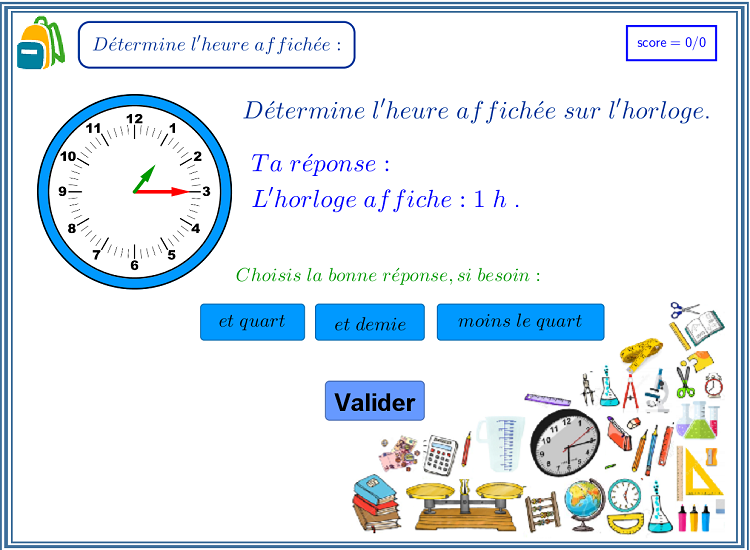 Détermine l'heure affichée :
score = 0/0
Détermine l'heure affichée sur l'horloge.
Ta réponse :
L'horloge affiche : 1 h .
12
11 1
10 2
9 3
8 4
7 5
6
Choisis la bonne réponse, si besoin :
et quart et demie moins le quart
Valider